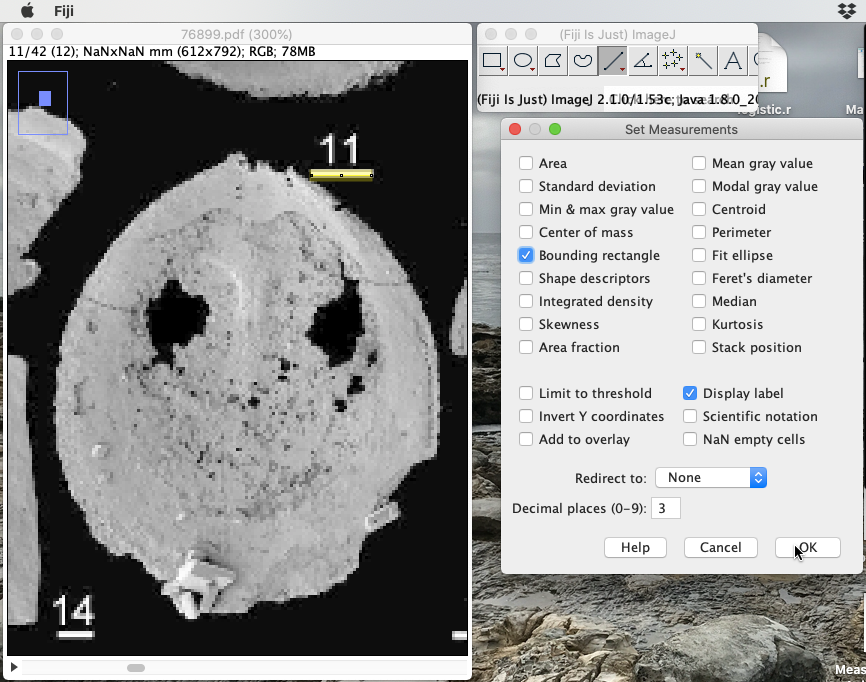 Fiji
76899.pdf (300%)
11/42 (12); NaNxNaN mm (612x792); RGB; 78MB
11
14
(Fiji Is Just) ImageJ
A
(Fiji Is Just) ImageJ 2.1.0/1.53c; Java 1.8.0_20
.r
logistic.r
Ma
Set Measurements
Area
Mean gray value
Standard deviation
Modal gray value
Min & max gray value
Centroid
Center of mass
Perimeter
Bounding rectangle
Fit ellipse
Shape descriptors
Feret's diameter
Integrated density
Median
Skewness
Kurtosis
Area fraction
Stack position
Limit to threshold
Display label
Invert Y coordinates
Scientific notation
Add to overlay
NaN empty cells
Redirect to: None
Decimal places (0-9): 3
Help
Cancel
OK
Meas